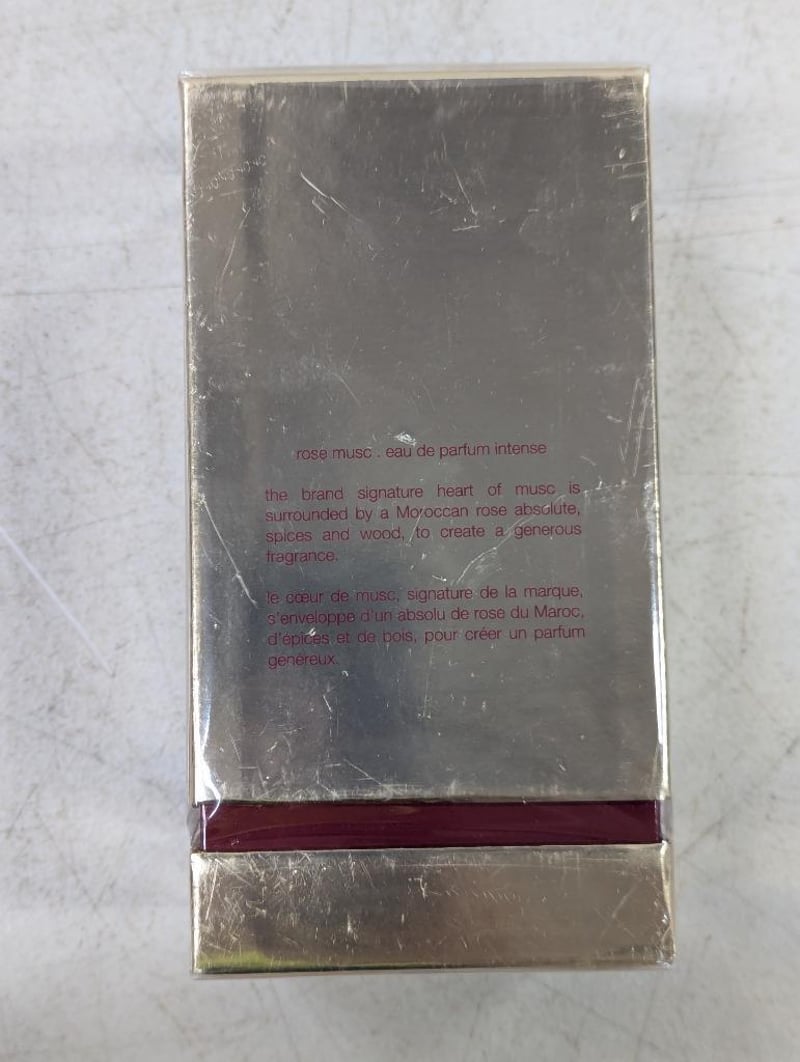 rose musc . eau de parfum intense
the brand signature heart of musc is
surrounded by a Moroccan rose absolute,
spices and wood, to create a generous
fragrance.
le cœur de musc, signature de la marque,
s'enveloppe d'un absolu de rose du Maroc,
d'épices et de bois, pour créer un parfum
généreux.